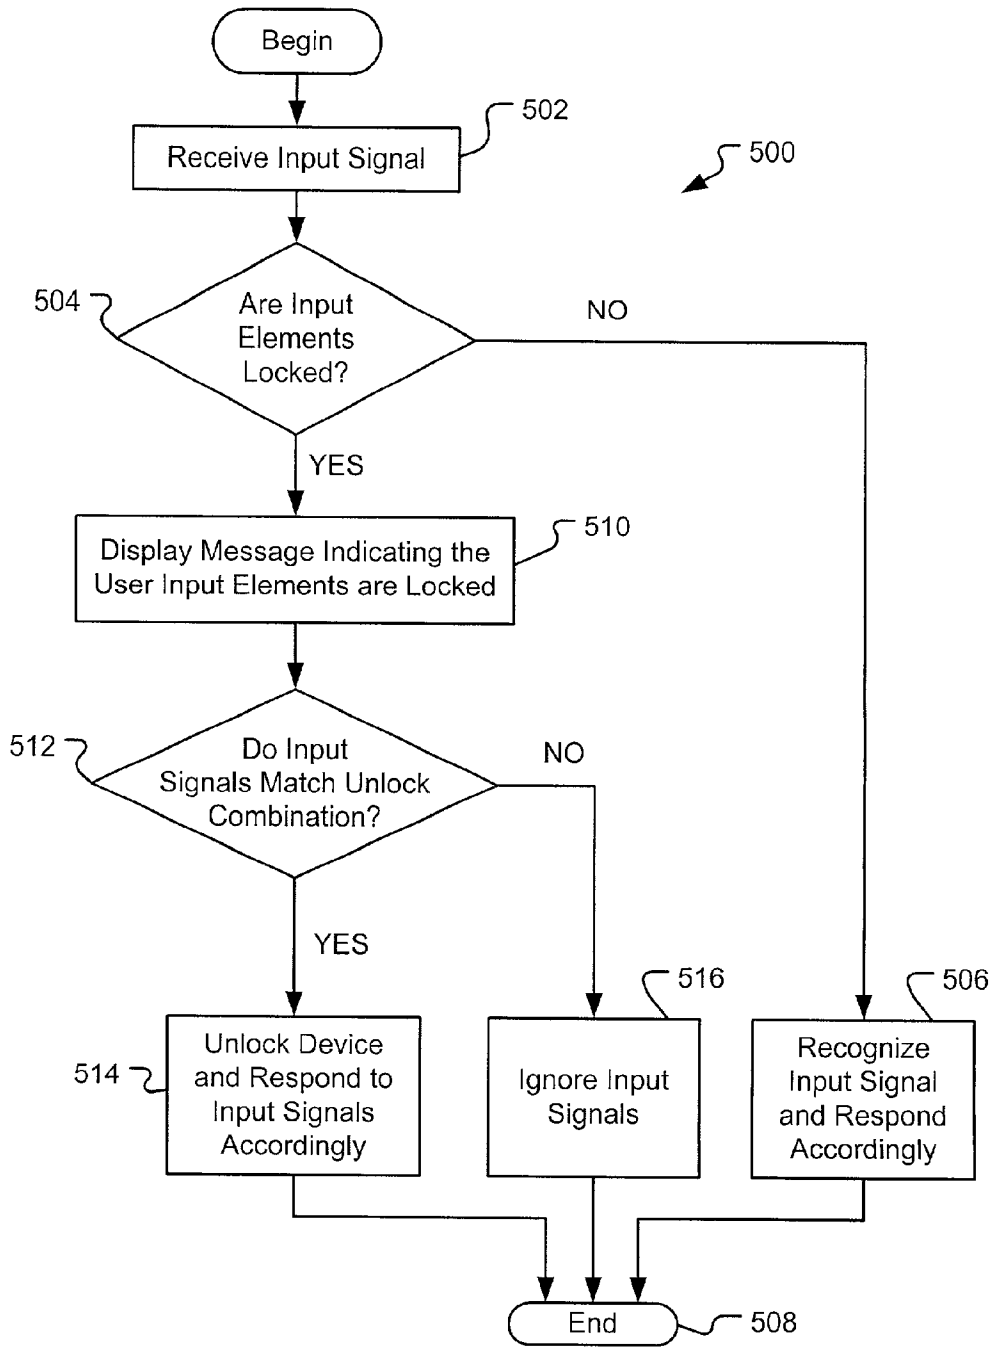 Begin
502
Receive Input Signal
500
504
Are Input
Elements
Locked?
NO
YES
510
Display Message Indicating the
User Input Elements are Locked
512
Do Input
Signals Match Unlock
Combination?
NO
YES
514
Unlock Device
and Respond to
Input Signals
Accordingly
516
Ignore Input
Signals
506
Recognize
Input Signal
and Respond
Accordingly
End
508